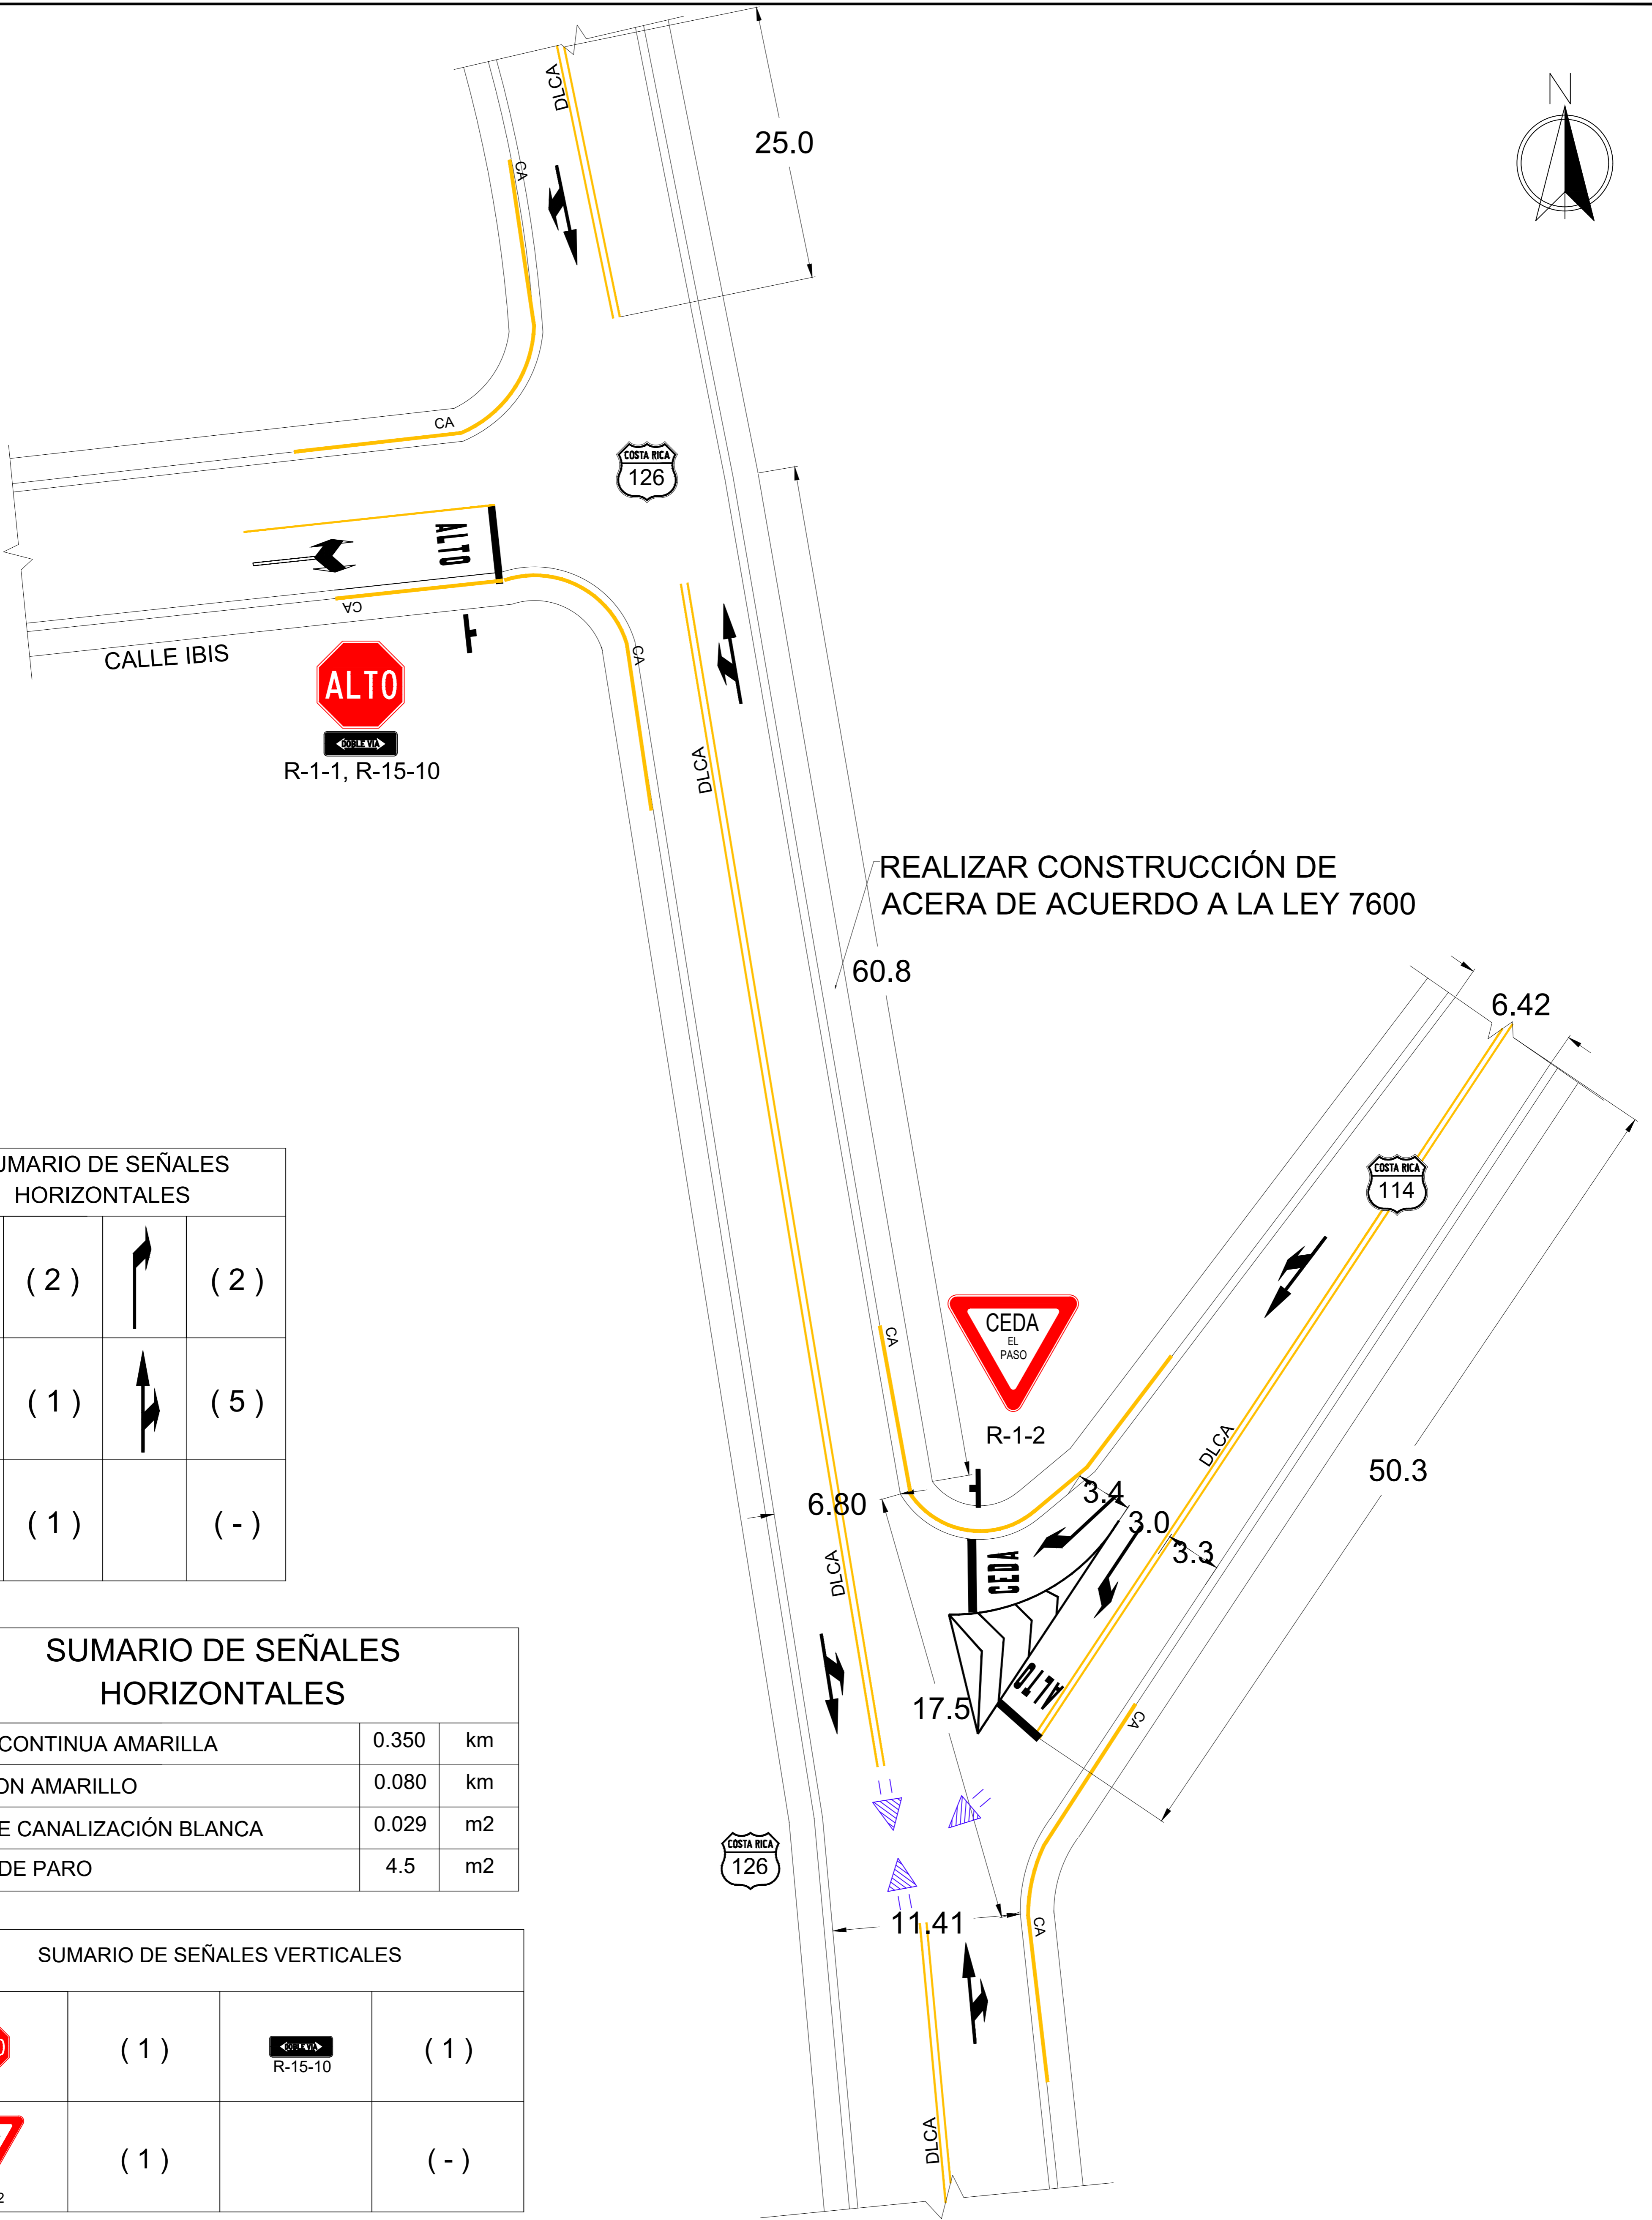 N
DLCA
25.0
CA
CA
COSTA RICA
126
ALTO
CA
CALLE IBIS
CA
ALTO
DOBLE VIA
R-1-1, R-15-10
DLCA
REALIZAR CONSTRUCCIÓN DE
ACERA DE ACUERDO A LA LEY 7600
60.8
6.42
COSTA RICA
114
CA
CEDA
EL
PASO
R-1-2
DLCA
50.3
6.80
3.4
3.0
3.3
DLCA
CEDA
ALTO
17.5
CA
COSTA RICA
126
11.41
CA
DLCA
UMARIO DE SEÑALES
HORIZONTALES
( 2 ) ( 2 )
( 1 ) ( 5 )
( 1 ) ( - )
SUMARIO DE SEÑALES
HORIZONTALES
CONTINUA AMARILLA 0.350 km
ON AMARILLO 0.080 km
E CANALIZACIÓN BLANCA 0.029 m2
DE PARO 4.5 m2
SUMARIO DE SEÑALES VERTICALES
( 1 ) DOBLE VIA ( 1 )
R-15-10
( 1 ) ( - )
2